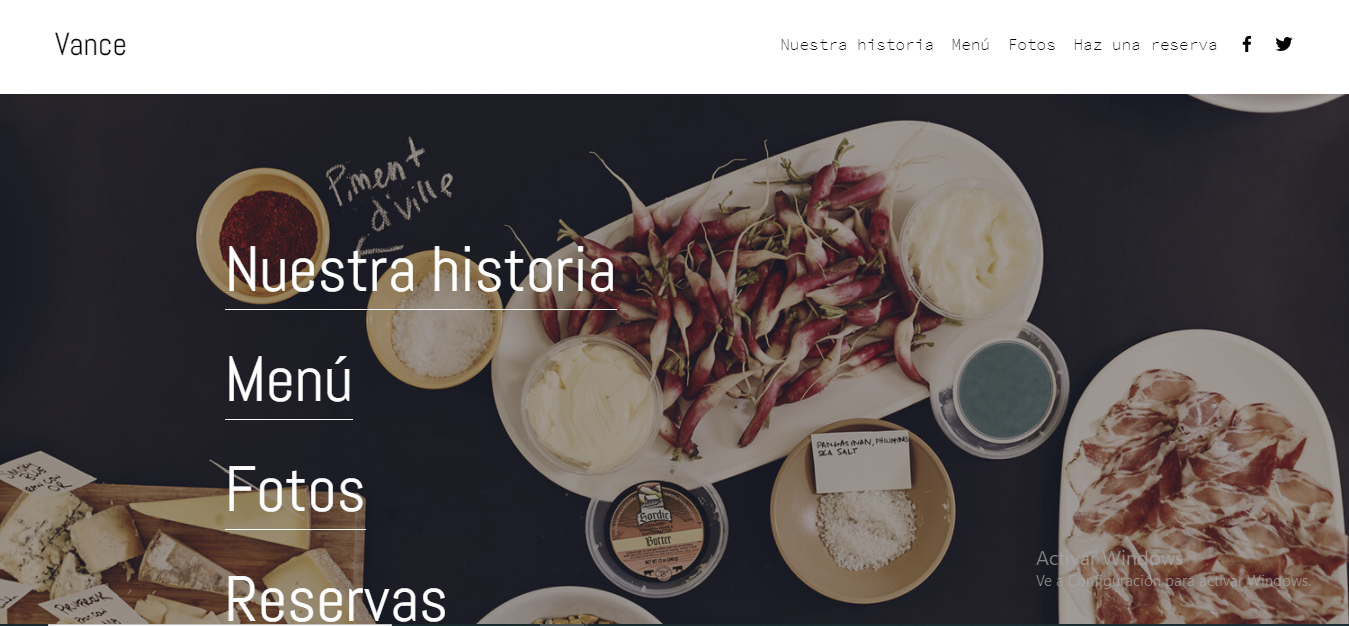 Vance
Nuestra historia Menú Fotos Haz una reserva
Piment
d'ville
Nuestra historia
Menú
Fotos
Reservas
PANGASINAN, PHILIPPINES
SEA SALT
Nordic
Butter
Activar Windows
Ve a Configuración para activar Windows.